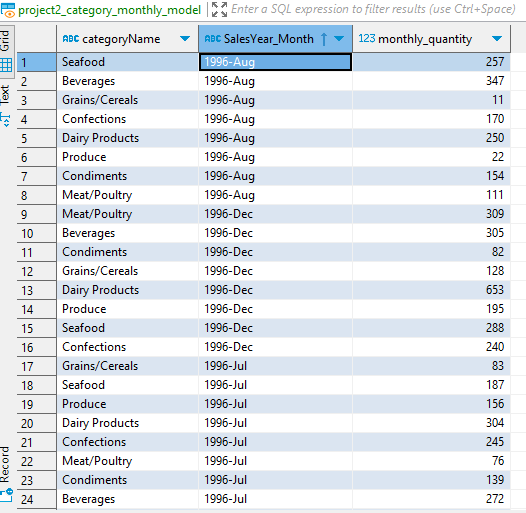 project2_category_monthly_model Enter a SQL expression to filter results (use Ctrl+Space)
Grid
Text
Record
ABC categoryName ABC SalesYear_Month 123 monthly_quantity
1 Seafood 1996-Aug 257
2 Beverages 1996-Aug 347
3 Grains/Cereals 1996-Aug 11
4 Confections 1996-Aug 170
5 Dairy Products 1996-Aug 250
6 Produce 1996-Aug 22
7 Condiments 1996-Aug 154
8 Meat/Poultry 1996-Aug 111
9 Meat/Poultry 1996-Dec 309
10 Beverages 1996-Dec 305
11 Condiments 1996-Dec 82
12 Grains/Cereals 1996-Dec 128
13 Dairy Products 1996-Dec 653
14 Produce 1996-Dec 195
15 Seafood 1996-Dec 288
16 Confections 1996-Dec 240
17 Grains/Cereals 1996-Jul 83
18 Seafood 1996-Jul 187
19 Produce 1996-Jul 156
20 Dairy Products 1996-Jul 304
21 Confections 1996-Jul 245
22 Meat/Poultry 1996-Jul 76
23 Condiments 1996-Jul 139
24 Beverages 1996-Jul 272